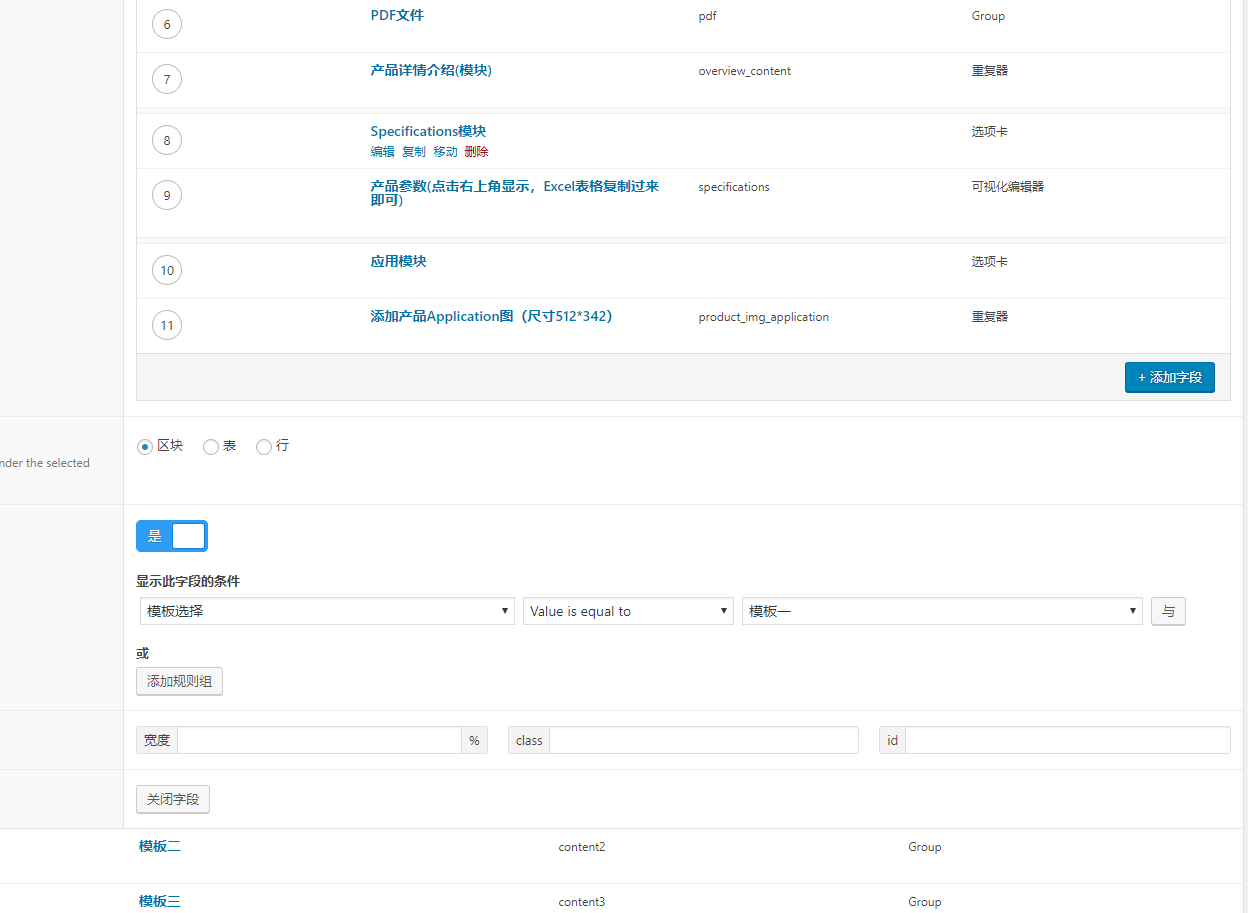 6 PDF文件 pdf Group
7 产品详情介绍(模块) overview_content 重复器
8 Specifications模块 选项卡
编辑 复制 移动 删除
9 产品参数(点击右上角显示，Excel表格复制过来 specifications 可视化编辑器
即可)
10 应用模块 选项卡
11 添加产品Application图（尺寸512*342） product_img_application 重复器
+ 添加字段
区块 表 行
nder the selected
是
显示此字段的条件
模板选择 Value is equal to 模板一 与
或
添加规则组
宽度 % class id
关闭字段
模板二 content2 Group
模板三 content3 Group